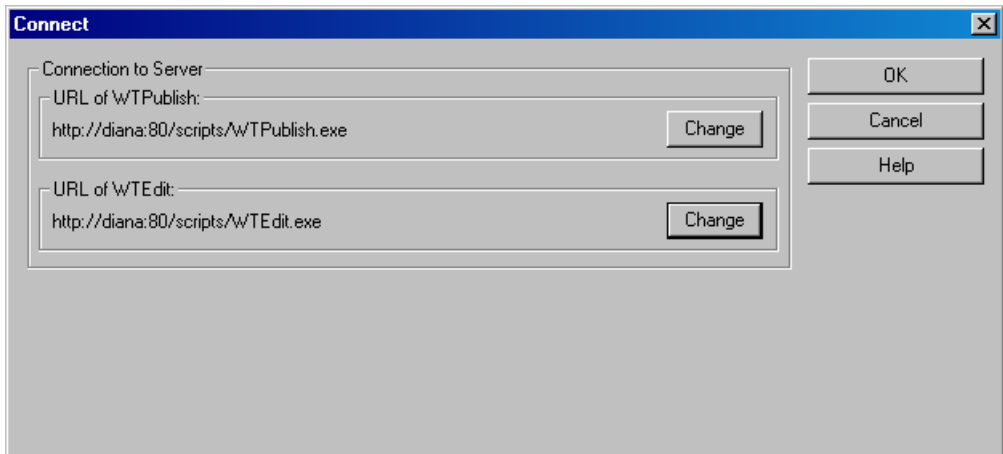 Connect
Connection to Server
URL of WTPublish:
http://diana:80/scripts/WTPublish.exe
Change
URL of WTEdit:
http://diana:80/scripts/WTEdit.exe
Change
OK
Cancel
Help